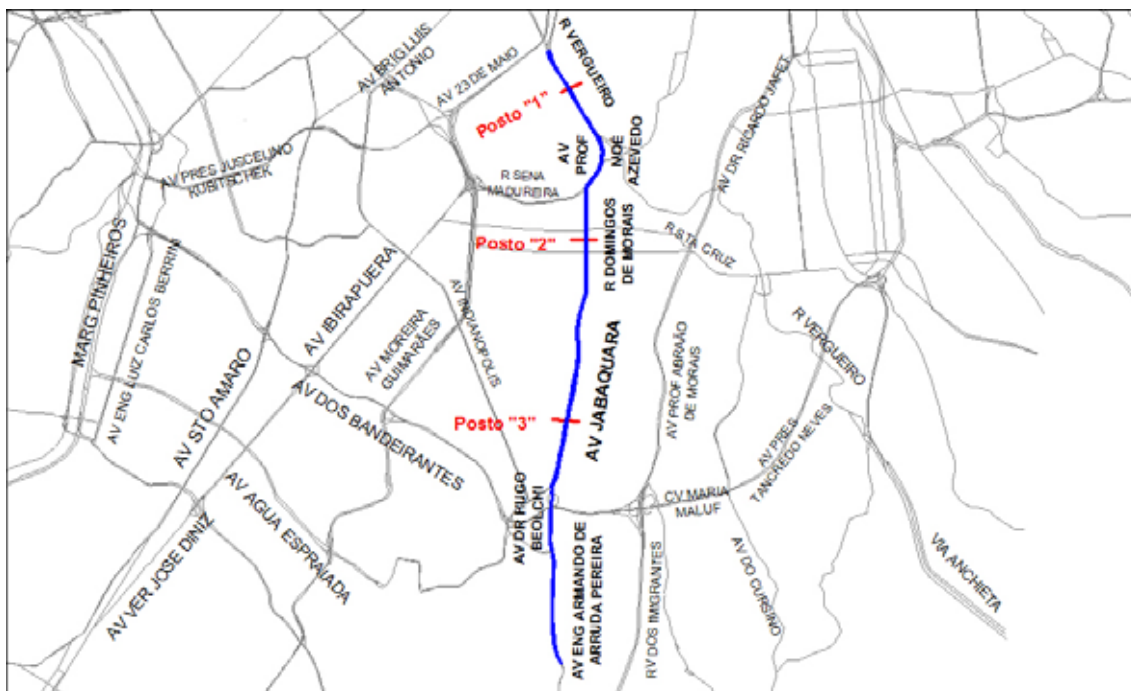 R VERGUEIRO
AV BRIG LUÍS
ANTONIO
AV 23 DE MAIO
Posto "1"
AV DR RICARDO JAFET
AV PROF
NOÉ
AZEVEDO
AV PRES JUSCELINO
KUBITSCHEK
R SENA
MADUREIRA
Posto "2"
R DOMINGOS
DE MORAIS
R STA CRUZ
MARG PINHEIROS
AV ENG LUIZ CARLOS BERRINI
AV IBIRAPUERA
AV INDIANOPOLIS
AV MOREIRA
GUIMARÃES
R VERGUEIRO
AV STO AMARO
AV DOS BANDEIRANTES
Posto "3"
AV JABAQUARA
AV PROF ABRAÃO
DE MORAIS
AV PRES
TANCREDO NEVES
AV AGUA ESPRAIADA
AV DR HUGO
BEOLCHI
CV MARIA
MALUF
AV VER JOSE DINIZ
AV ENG ARMANDO DE
ARRUDA PEREIRA
RV DOS IMIGRANTES
AV DO CURSINO
VIA ANCHIETA